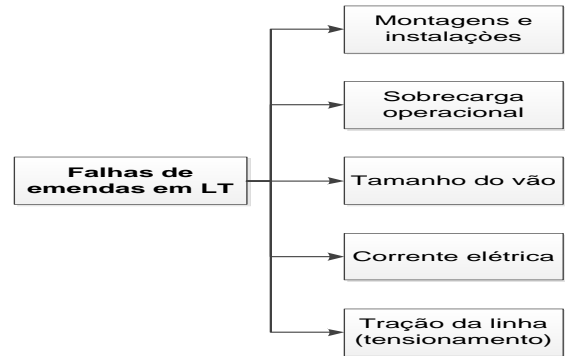 Montagens e
instalaçòes
Sobrecarga
operacional
Falhas de
emendas em LT
Tamanho do vão
Corrente elétrica
Tração da linha
(tensionamento)